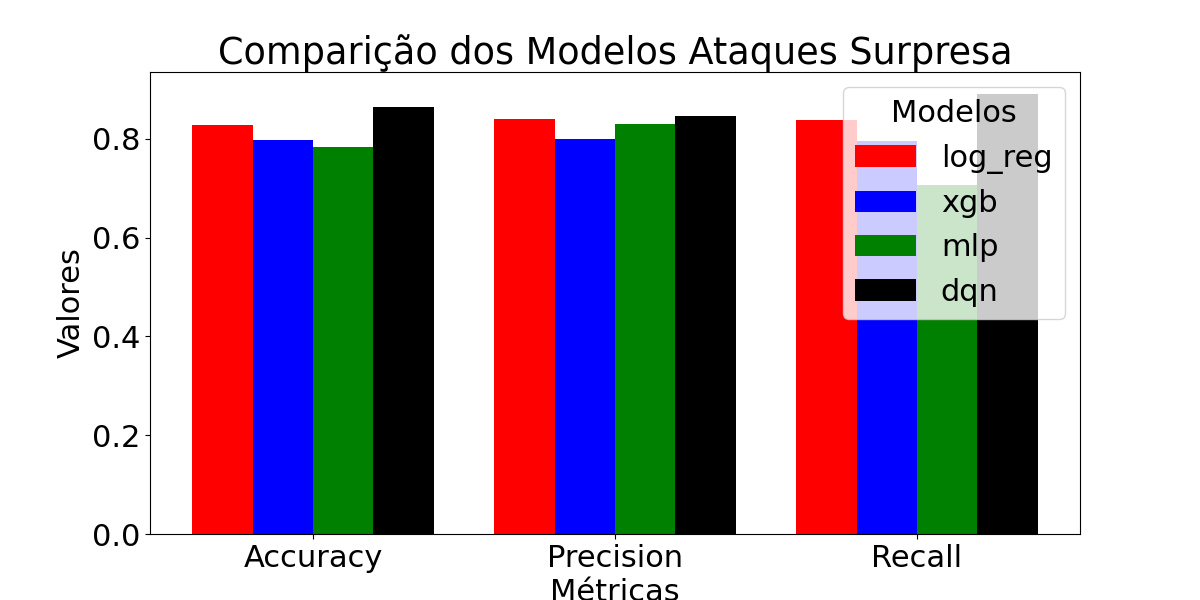 Comparição dos Modelos Ataques Surpresa
Modelos
log_reg
xgb
mlp
dqn
Valores
0.8
0.6
0.4
0.2
0.0
Accuracy
Precision
Recall
Métricas